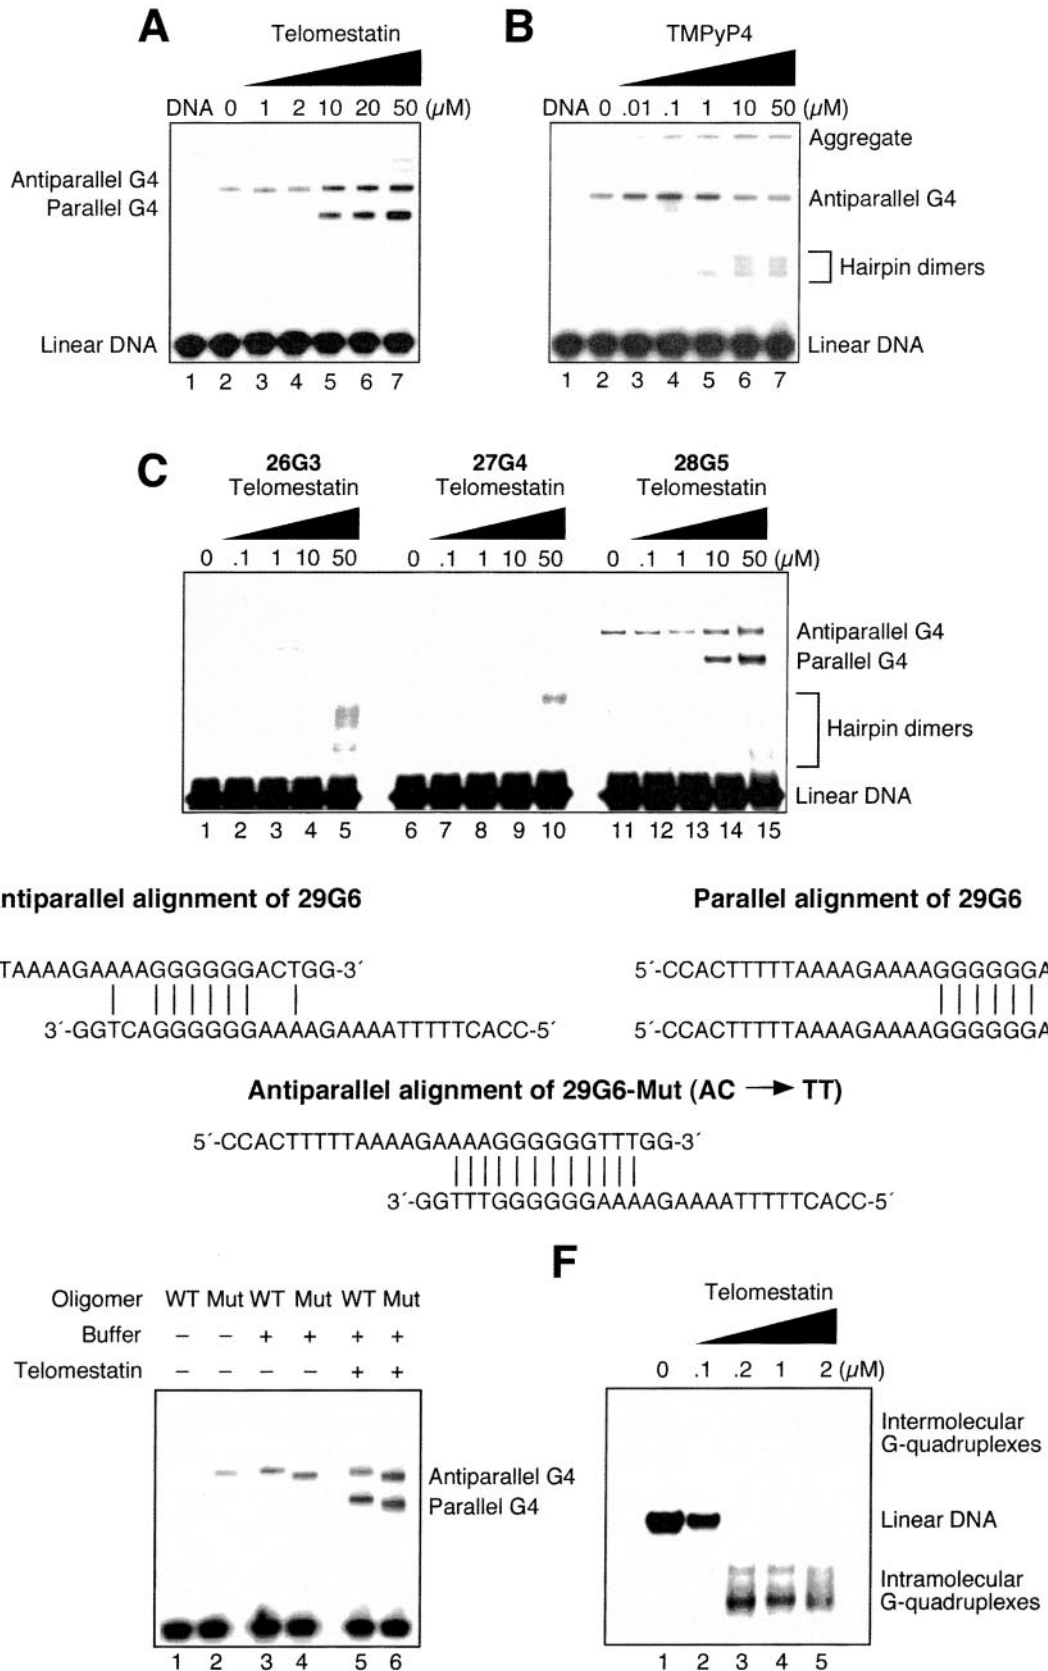 A
Telomestatin
DNA 0 1 2 10 20 50 (μM)
Antiparallel G4
Parallel G4
Linear DNA
1 2 3 4 5 6 7
B
TMPyP4
DNA 0 .01 .1 1 10 50 (μM)
Aggregate
Antiparallel G4
Hairpin dimers
Linear DNA
1 2 3 4 5 6 7
C
26G3 27G4 28G5
Telomestatin Telomestatin Telomestatin
0 .1 1 10 50 0 .1 1 10 50 0 .1 1 10 50 (μM)
Antiparallel G4
Parallel G4
Hairpin dimers
Linear DNA
1 2 3 4 5 6 7 8 9 10 11 12 13 14 15
ntiparallel alignment of 29G6
TAAAAGAAAAGGGGGGACTGG-3´
3´-GGTCAGGGGGGAAAAGAAAATTTTTCACC-5´
Parallel alignment of 29G6
5´-CCACTTTTTAAAAGAAAAGGGGGGA
5´-CCACTTTTTAAAAGAAAAGGGGGGA
Antiparallel alignment of 29G6-Mut (AC → TT)
5´-CCACTTTTTAAAAGAAAAGGGGGGTTTGG-3´
3´-GGTTTGGGGGGAAAAGAAAATTTTTCACC-5´
Oligomer WT Mut WT Mut WT Mut
Buffer − − + + + +
Telomestatin − − − − + +
Antiparallel G4
Parallel G4
1 2 3 4 5 6
F
Telomestatin
0 .1 .2 1 2 (μM)
Intermolecular
G-quadruplexes
Linear DNA
Intramolecular
G-quadruplexes
1 2 3 4 5